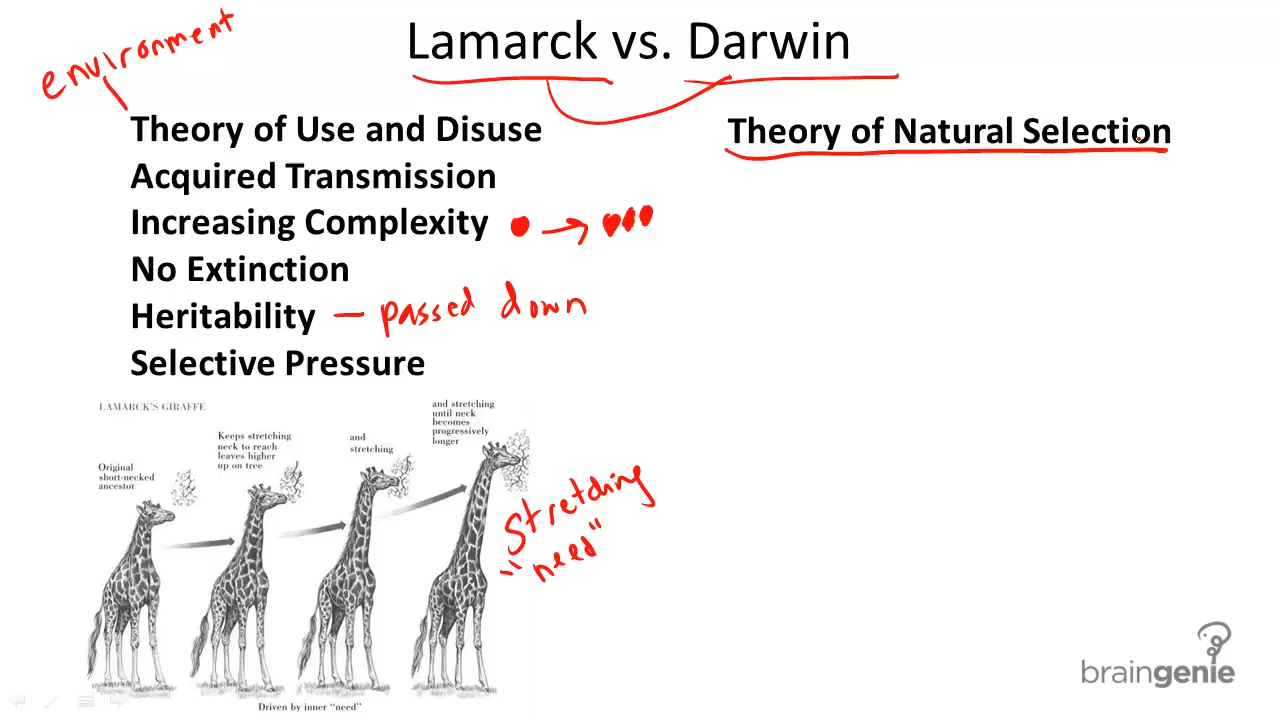 Lamarck vs. Darwin
environment
Theory of Use and Disuse
Acquired Transmission
Increasing Complexity
No Extinction
Heritability – passed down
Selective Pressure
Theory of Natural Selection
LAMARCK'S GIRAFFE
Original
short-necked
ancestor
Keeps stretching
neck to reach
leaves higher
up on tree
and
stretching
and stretching
until neck
becomes
progressively
longer
Stretching
"need"
Driven by inner "need"
braingenie